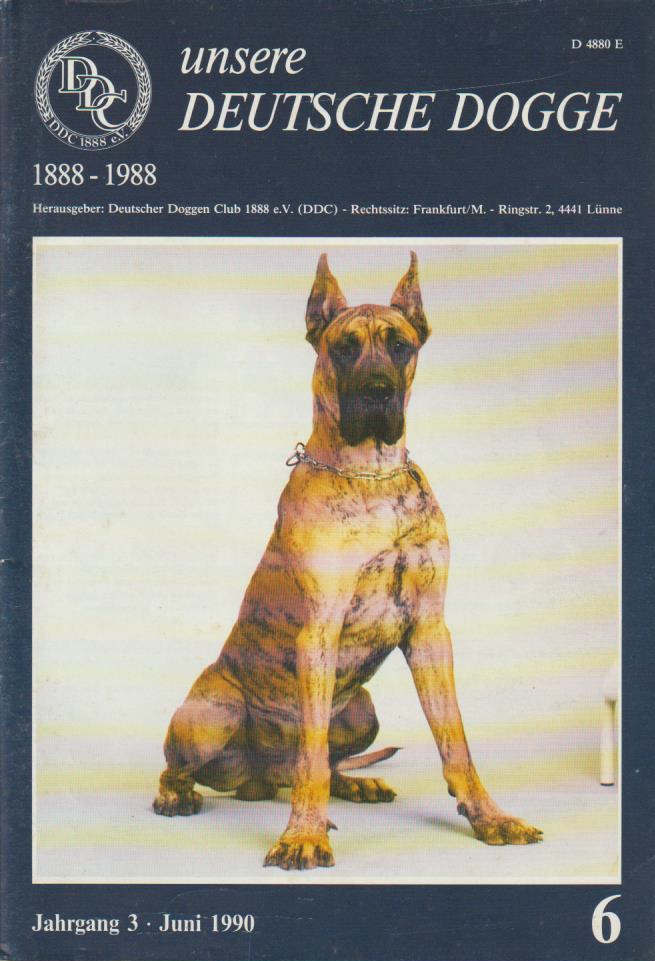 DDC
DDC 1888 e.V.
D 4880 E
unsere
DEUTSCHE DOGGE
1888 - 1988
Herausgeber: Deutscher Doggen Club 1888 e.V. (DDC) - Rechtssitz: Frankfurt/M. - Ringstr. 2, 4441 Lünne
Jahrgang 3 · Juni 1990
6